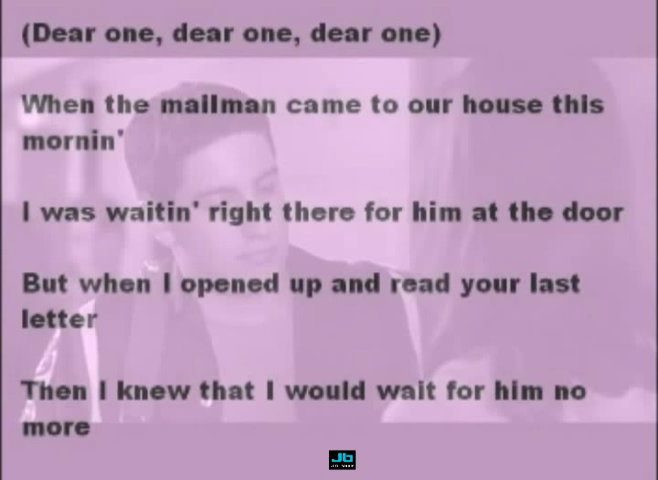 (Dear one, dear one, dear one)
When the mailman came to our house this
mornin'
I was waitin' right there for him at the door
But when I opened up and read your last
letter
Then I knew that I would wait for him no
more
Jb